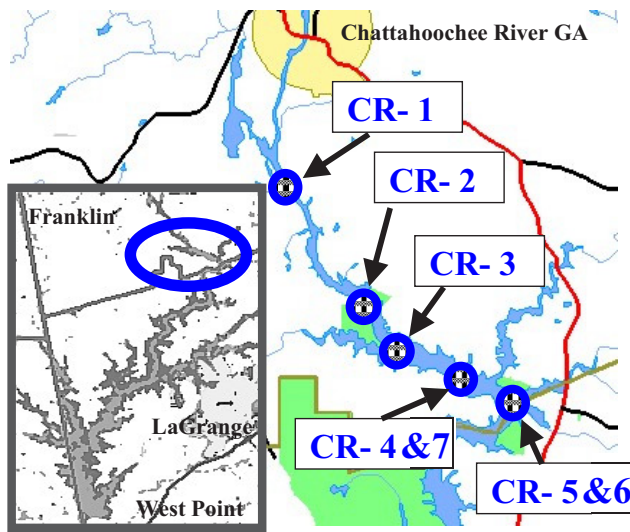 Chattahoochee River GA
CR- 1
CR- 2
CR- 3
CR- 4 &7
CR- 5 &6
Franklin
LaGrange
West Point